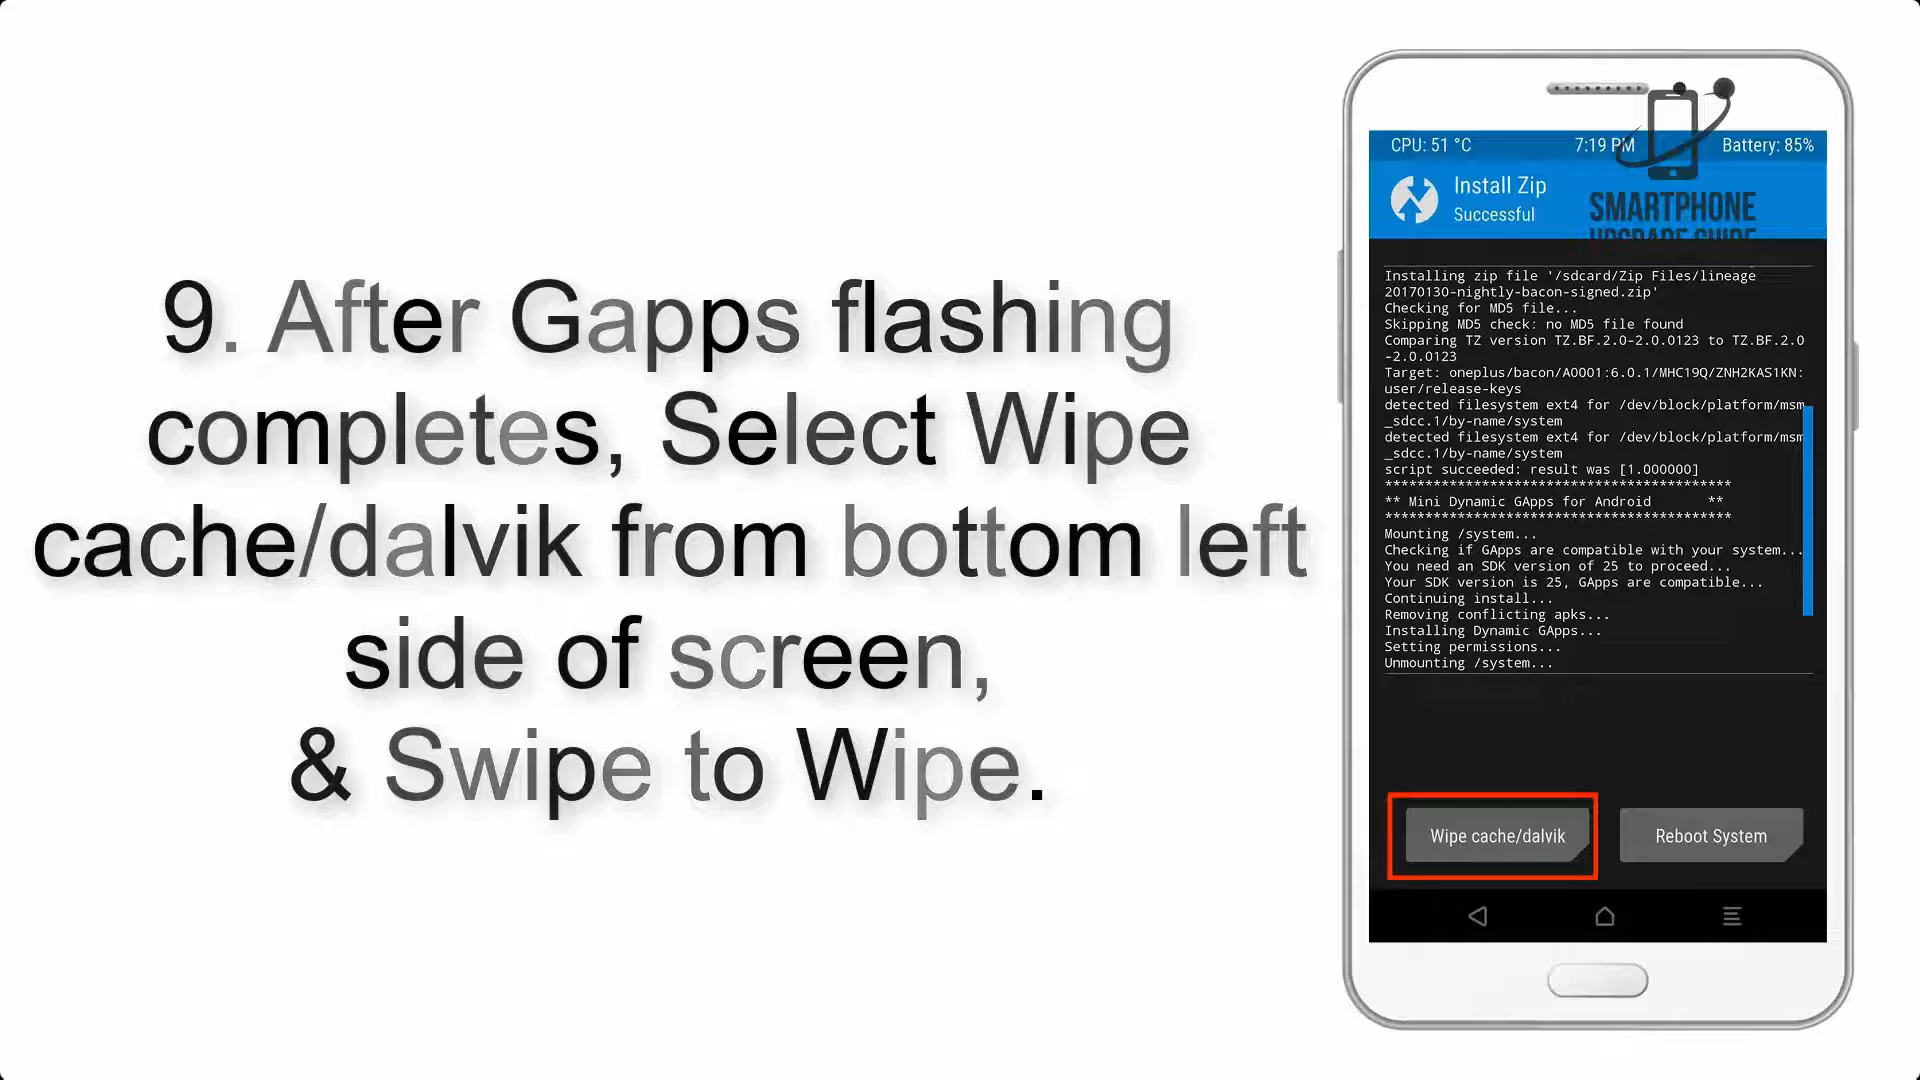 9. After Gapps flashing
completes, Select Wipe
cache/dalvik from bottom left
side of screen,
& Swipe to Wipe.
CPU: 51 °C 7:19 PM Battery: 85%
Install Zip
Successful
SMARTPHONE
UPGRADE GUIDE
Installing zip file '/sdcard/Zip Files/lineage
20170130-nightly-bacon-signed.zip'
Checking for MD5 file...
Skipping MD5 check: no MD5 file found
Comparing TZ version TZ.BF.2.0-2.0.0123 to TZ.BF.2.0
-2.0.0123
Target: oneplus/bacon/A0001:6.0.1/MHC19Q/ZNH2KAS1KN:
user/release-keys
detected filesystem ext4 for /dev/block/platform/msm
_sdcc.1/by-name/system
detected filesystem ext4 for /dev/block/platform/msm
_sdcc.1/by-name/system
script succeeded: result was [1.000000]
*******************************************
** Mini Dynamic GApps for Android       **
*******************************************
Mounting /system...
Checking if GApps are compatible with your system...
You need an SDK version of 25 to proceed...
Your SDK version is 25, GApps are compatible...
Continuing install...
Removing conflicting apks...
Installing Dynamic GApps...
Setting permissions...
Unmounting /system...
Wipe cache/dalvik
Reboot System